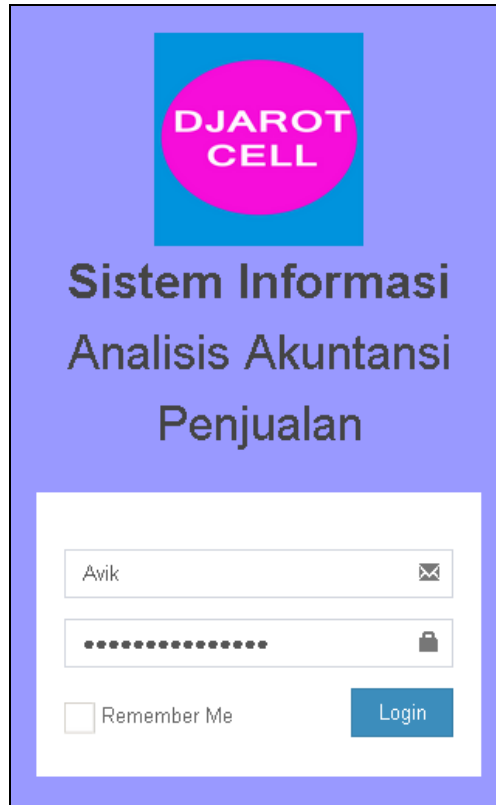 DJAROT
CELL
Sistem Informasi
Analisis Akuntansi
Penjualan
Avik
•••••••••••••••
Remember Me
Login